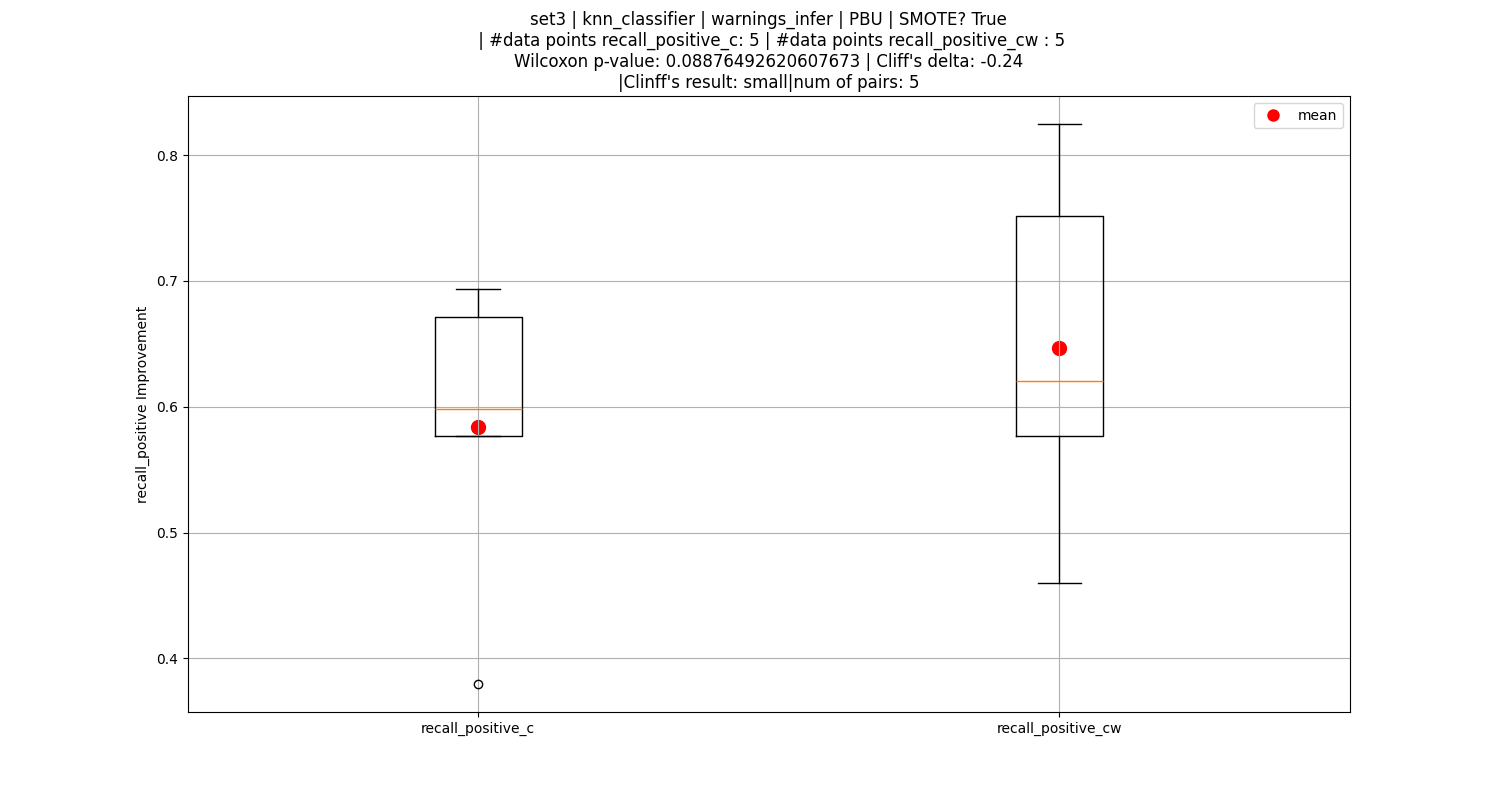 set3 | knn_classifier | warnings_infer | PBU | SMOTE? True
| #data points recall_positive_c: 5 | #data points recall_positive_cw : 5
Wilcoxon p-value: 0.08876492620607673 | Cliff's delta: -0.24
|Clinff's result: small|num of pairs: 5
mean
0.8
0.7
0.6
0.5
0.4
recall_positive Improvement
recall_positive_c
recall_positive_cw